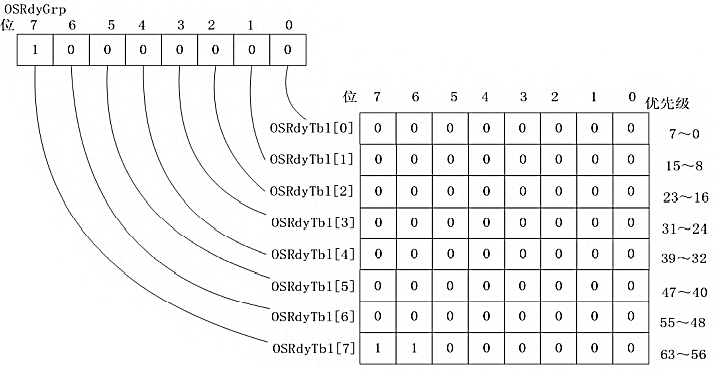 OSRdyGrp
位 7 6 5 4 3 2 1 0
1 0 0 0 0 0 0 0
位 7 6 5 4 3 2 1 0 优先级
OSRdyTbl[0] 0 0 0 0 0 0 0 0 7～0
OSRdyTbl[1] 0 0 0 0 0 0 0 0 15～8
OSRdyTbl[2] 0 0 0 0 0 0 0 0 23～16
OSRdyTbl[3] 0 0 0 0 0 0 0 0 31～24
OSRdyTbl[4] 0 0 0 0 0 0 0 0 39～32
OSRdyTbl[5] 0 0 0 0 0 0 0 0 47～40
OSRdyTbl[6] 0 0 0 0 0 0 0 0 55～48
OSRdyTbl[7] 1 1 0 0 0 0 0 0 63～56